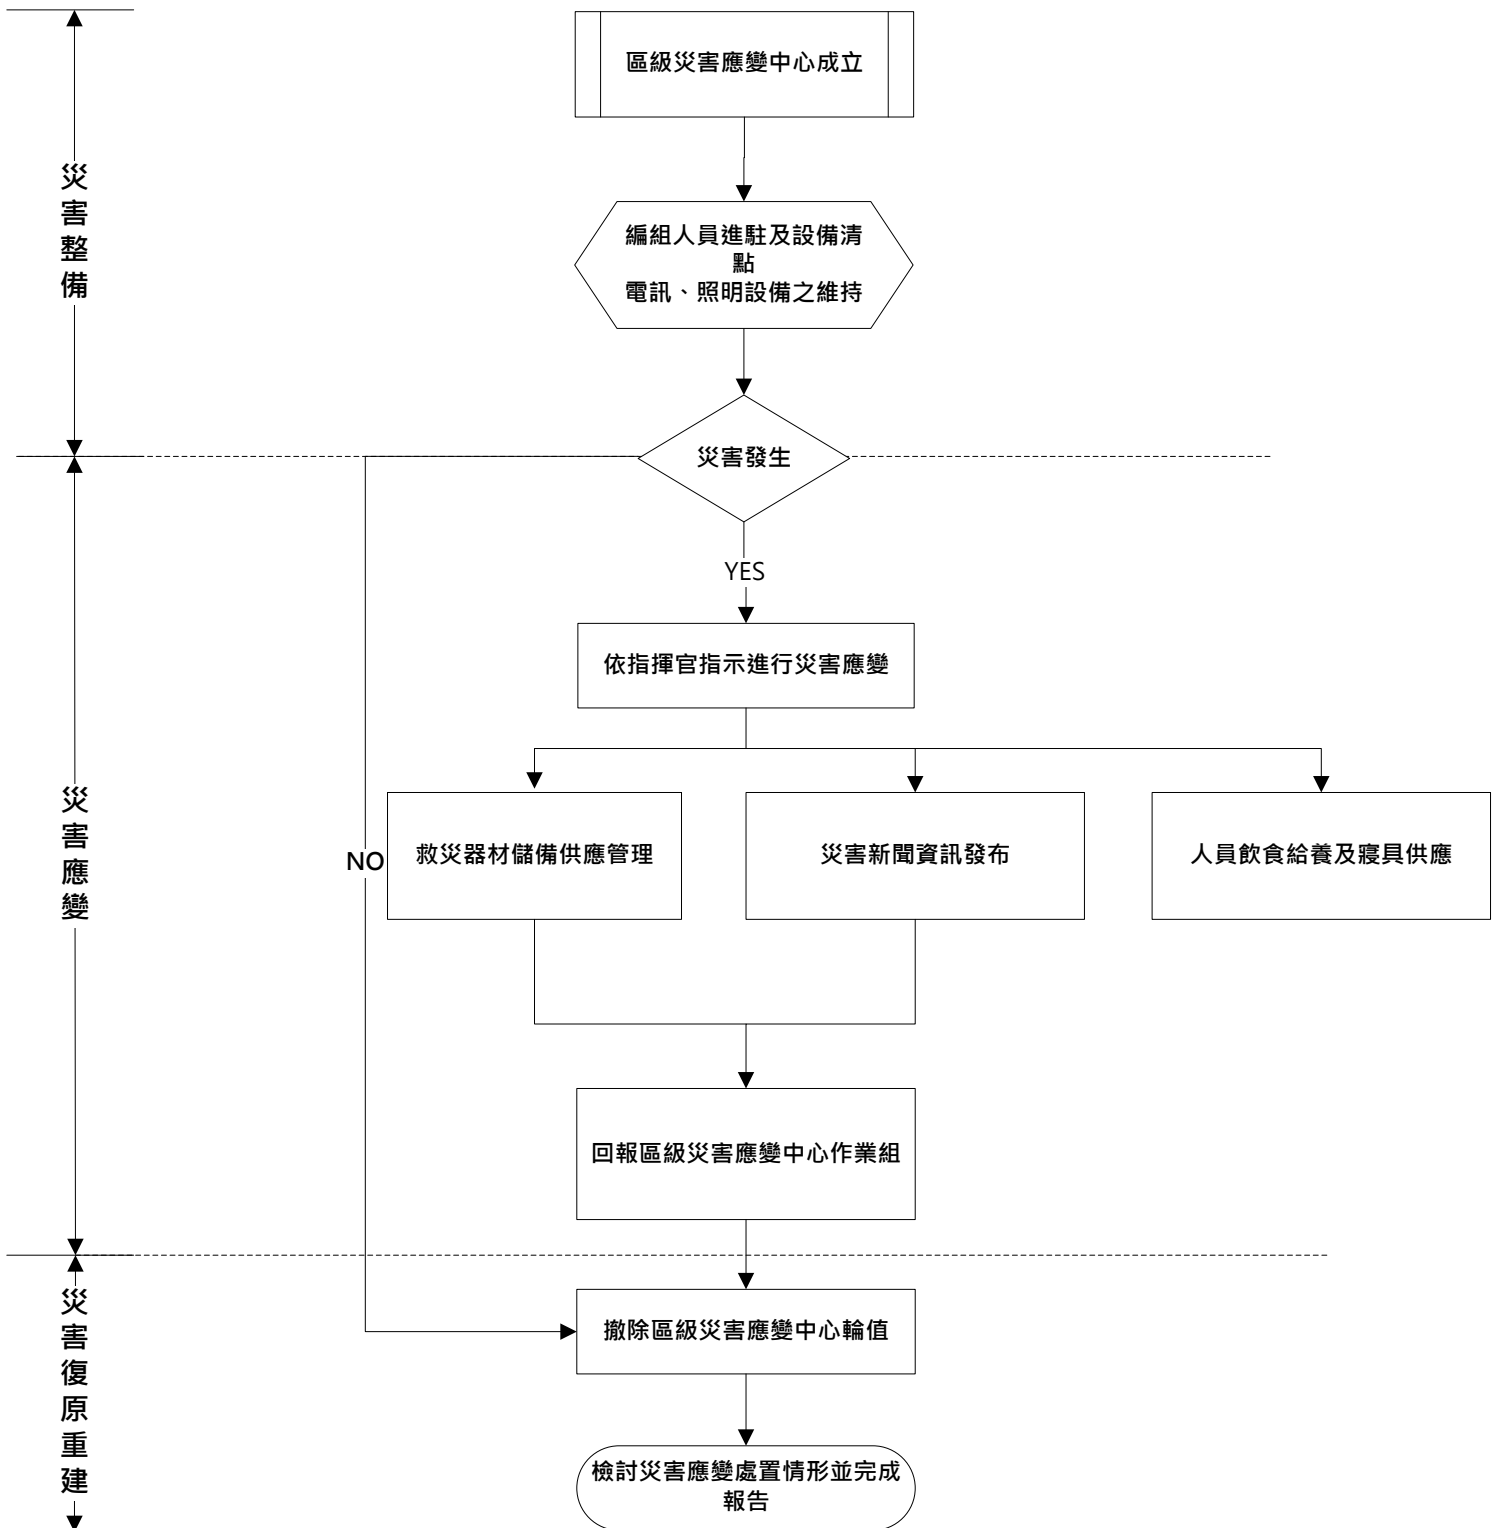 區級災害應變中心成立
災害整備
編組人員進駐及設備清
點
電訊、照明設備之維持
災害發生
YES
依指揮官指示進行災害應變
災害應變
NO
救災器材儲備供應管理
災害新聞資訊發布
人員飲食給養及寢具供應
回報區級災害應變中心作業組
災害復原重建
撤除區級災害應變中心輪值
檢討災害應變處置情形並完成
報告